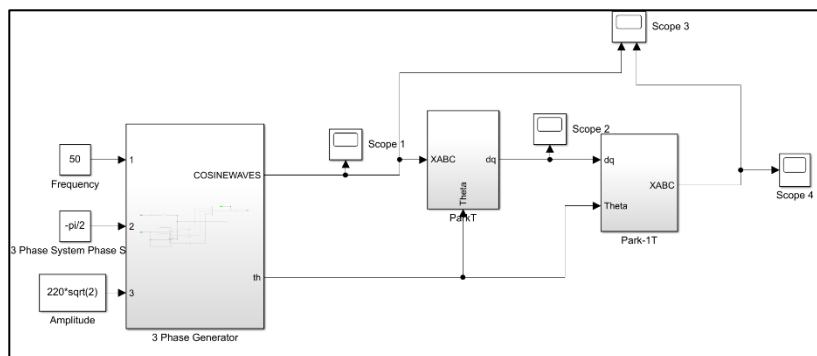 Scope 3
Scope 1
Scope 2
50
Frequency
1
COSINEWAVES
XABC
dq
Theta
ParkT
dq
XABC
Theta
Park-1T
Scope 4
-pi/2
2
3 Phase System Phase S
th
220*sqrt(2)
3
Amplitude
3 Phase Generator